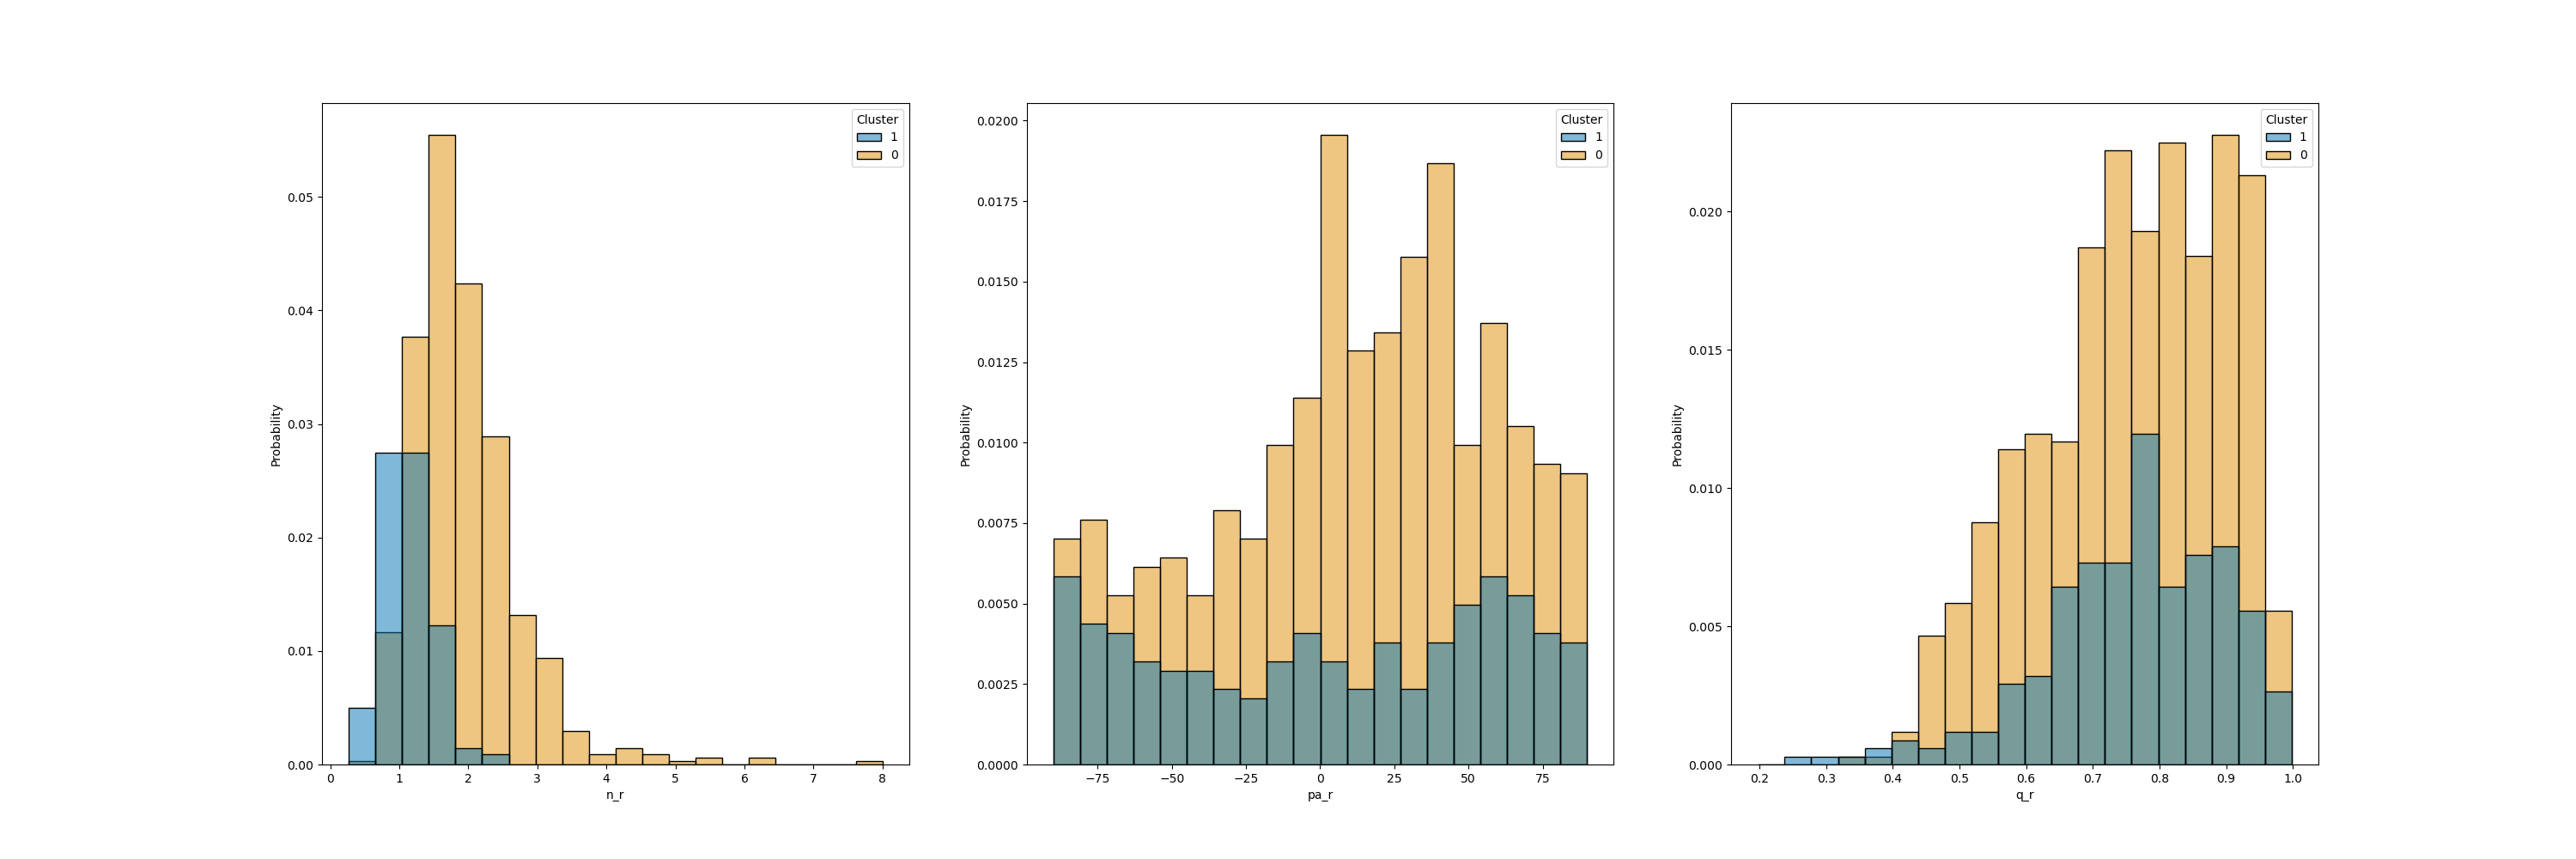 Cluster
1
0
Probability
0.05
0.04
0.03
0.02
0.01
0.00
0 1 2 3 4 5 6 7 8
n_r
Cluster
1
0
Probability
0.0200
0.0175
0.0150
0.0125
0.0100
0.0075
0.0050
0.0025
0.0000
−75 −50 −25 0 25 50 75
pa_r
Cluster
1
0
Probability
0.020
0.015
0.010
0.005
0.000
0.2 0.3 0.4 0.5 0.6 0.7 0.8 0.9 1.0
q_r